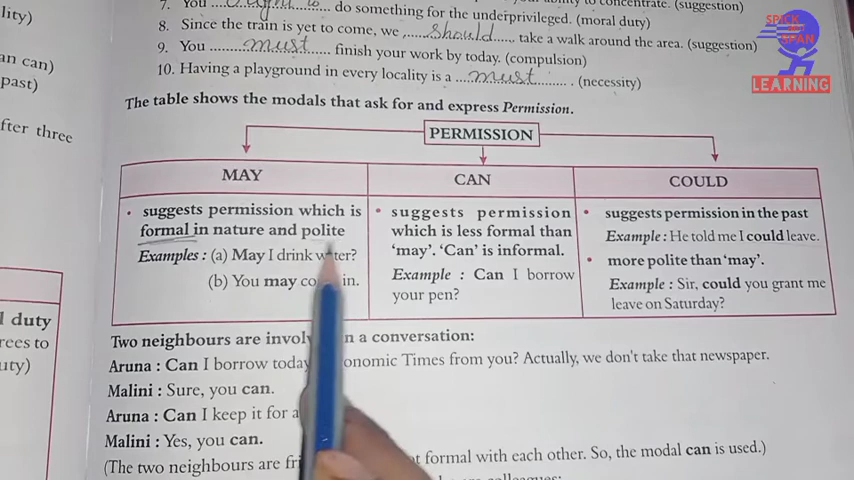 7. You ......ought to... do something for the underprivileged. (moral duty)
concentrate. (suggestion)
8. Since the train is yet to come, we ......should......, take a walk around the area. (suggestion)
9. You .........must........ finish your work by today. (compulsion)
10. Having a playground in every locality is a ....must......... (necessity)
lity)
an can)
past)
fter three
SPICK
SPAN
LEARNING
The table shows the modals that ask for and express Permission.
PERMISSION
MAY
• suggests permission which is
formal in nature and polite
Examples : (a) May I drink water?
(b) You may in.
CAN
• suggests permission
which is less formal than
'may'. 'Can' is informal.
Example : Can I borrow
your pen?
COULD
• suggests permission in the past
Example: He told me I could leave.
• more polite than 'may'.
Example : Sir, could you grant me
leave on Saturday?
l duty
rees to
uty)
Two neighbours are n a conversation:
Aruna : Can I borrow today onomic Times from you? Actually, we don't take that newspaper.
Malini : Sure, you can.
Aruna : Can I keep it for a
Malini : Yes, you can.
(The two neighbours are t formal with each other. So, the modal can is used.)